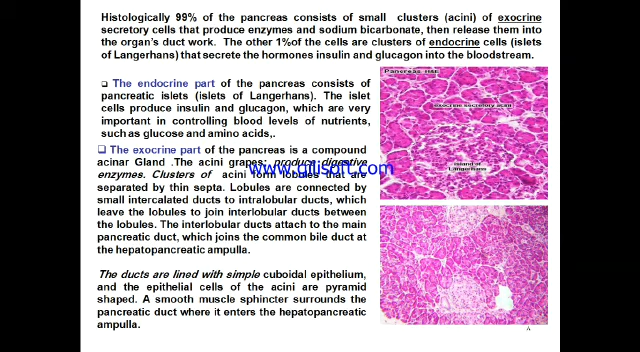 Histologically 99% of the pancreas consists of small clusters (acini) of exocrine
secretory cells that produce enzymes and sodium bicarbonate, then release them into
the organ's duct work. The other 1%of the cells are clusters of endocrine cells (islets
of Langerhans) that secrete the hormones insulin and glucagon into the bloodstream.
❑ The endocrine part of the pancreas consists of
pancreatic islets (islets of Langerhans). The islet
cells produce insulin and glucagon, which are very
important in controlling blood levels of nutrients,
such as glucose and amino acids,.
❑ The exocrine part of the pancreas is a compound
acinar Gland .The acini grapes; produce digestive
enzymes. Clusters of acini form lobules that are
separated by thin septa. Lobules are connected by
small intercalated ducts to intralobular ducts, which
leave the lobules to join interlobular ducts between
the lobules. The interlobular ducts attach to the main
pancreatic duct, which joins the common bile duct at
the hepatopancreatic ampulla.
The ducts are lined with simple cuboidal epithelium,
and the epithelial cells of the acini are pyramid
shaped. A smooth muscle sphincter surrounds the
pancreatic duct where it enters the hepatopancreatic
ampulla.
Pancreas H&E
exocrine secretory acini
island of
Langerhans
www.gilisoft.com